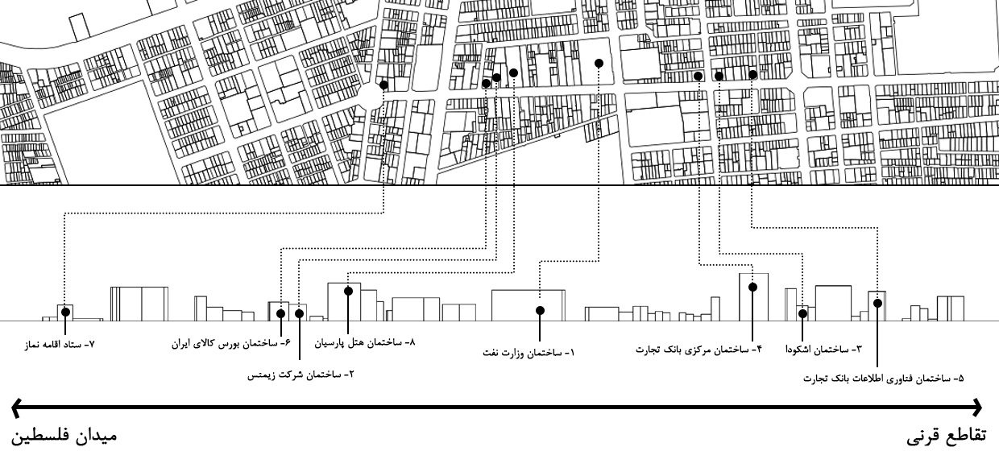 ۷- ستاد اقامه نماز
۶- ساختمان بورس کالای ایران
۸- ساختمان هتل پارسیان
۱- ساختمان وزارت نفت
۴- ساختمان مرکزی بانک تجارت
۳- ساختمان اشکودا
۲- ساختمان شرکت زیمنس
۵- ساختمان فناوری اطلاعات بانک تجارت
تقاطع قرنی
میدان فلسطین